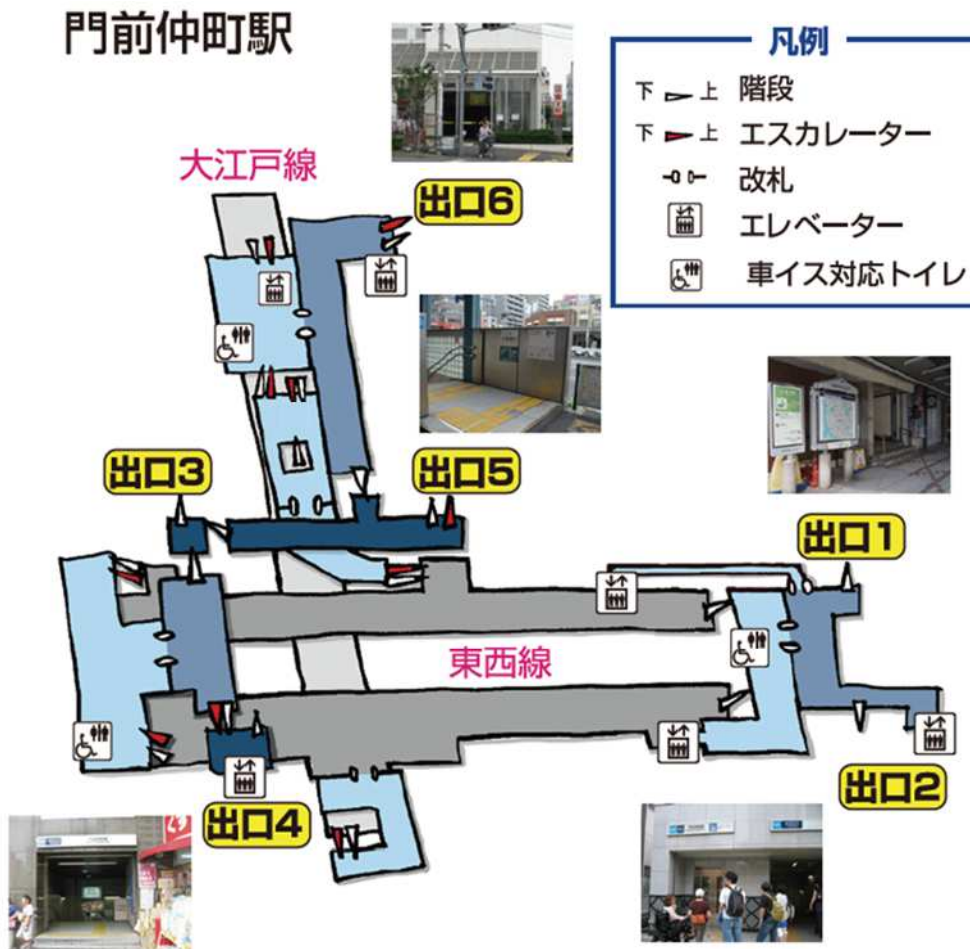 門前仲町駅
凡例
下 上 階段
下 上 エスカレーター
改札
エレベーター
車イス対応トイレ
大江戸線
出口6
出口3
出口5
出口1
東西線
出口2
出口4